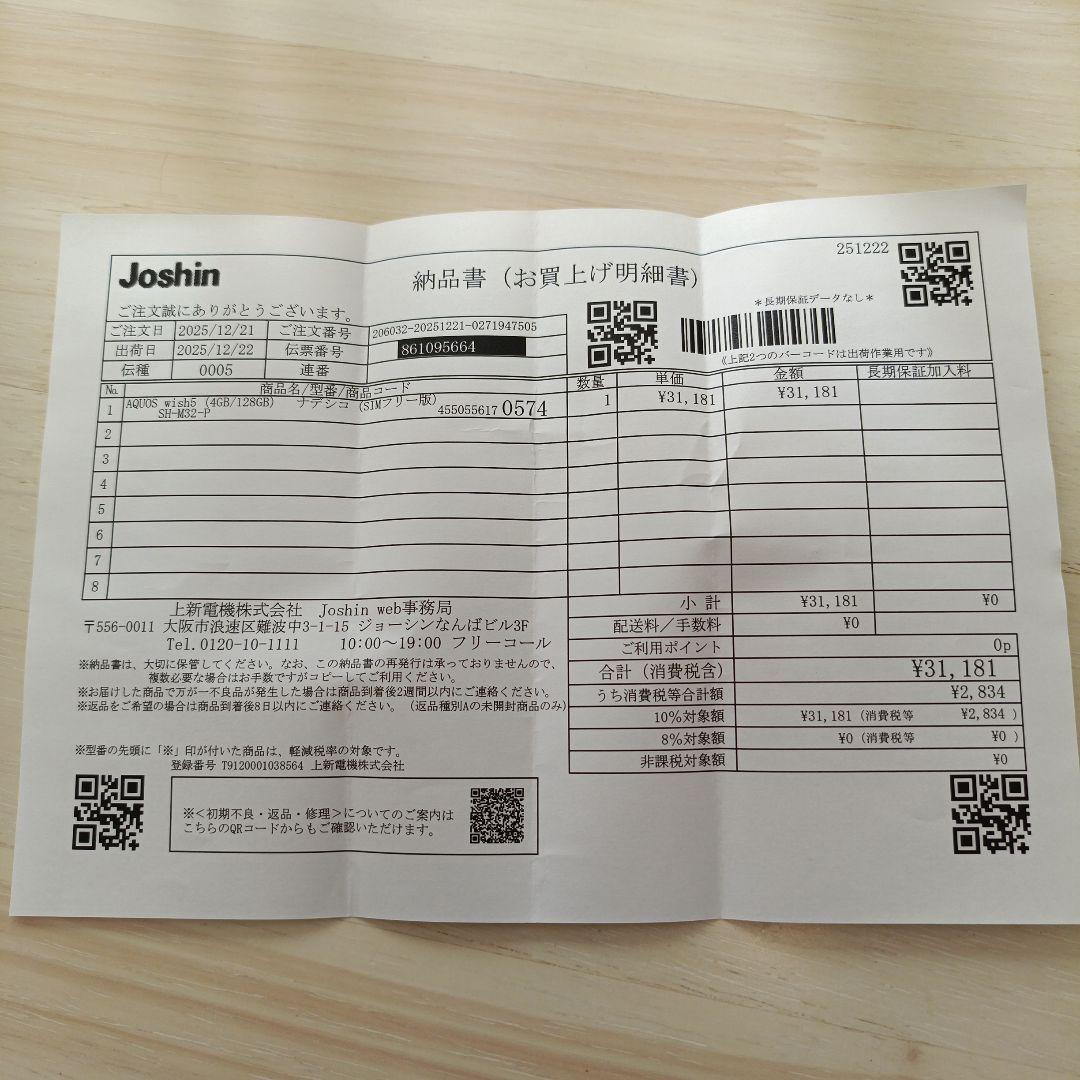 251222
Joshin
納品書（お買上げ明細書）
ご注文誠にありがとうございます。
＊長期保証データなし＊
ご注文日 2025/12/21 ご注文番号 206032-20251221-0271947505
出荷日 2025/12/22 伝票番号 861095664
伝種 0005 連番
《上記2つのバーコードは出荷作業用です》
No. 商品名/型番/商品コード 数量 単価 金額 長期保証加入料
1 AQUOS wish5 (4GB/128GB) ナデシコ (SIMフリー版) 455055617 0574 1 ¥31,181 ¥31,181
SH-M32-P
2
3
4
5
6
7
8
上新電機株式会社 Joshin web事務局
〒556-0011 大阪市浪速区難波中3-1-15 ジョーシンなんばビル3F
Tel.0120-10-1111 10:00～19:00 フリーコール
※納品書は、大切に保管してください。なお、この納品書の再発行は承っておりませんので、
複数必要な場合はお手数ですがコピーしてご利用ください。
※お届けした商品で万が一不良品が発生した場合は商品到着後2週間以内にご連絡ください。
※返品をご希望の場合は商品到着後8日以内にご連絡ください。（返品種別Aの未開封商品のみ）
※型番の先頭に「※」印が付いた商品は、軽減税率の対象です。
登録番号 T9120001038564 上新電機株式会社
※＜初期不良・返品・修理＞についてのご案内は
こちらのQRコードからもご確認いただけます。
小計 ¥31,181 ¥0
配送料／手数料 ¥0
ご利用ポイント 0p
合計（消費税含） ¥31,181
うち消費税等合計額 ¥2,834
10%対象額 ¥31,181（消費税等 ¥2,834 ）
8%対象額 ¥0（消費税等 ¥0 ）
非課税対象額 ¥0